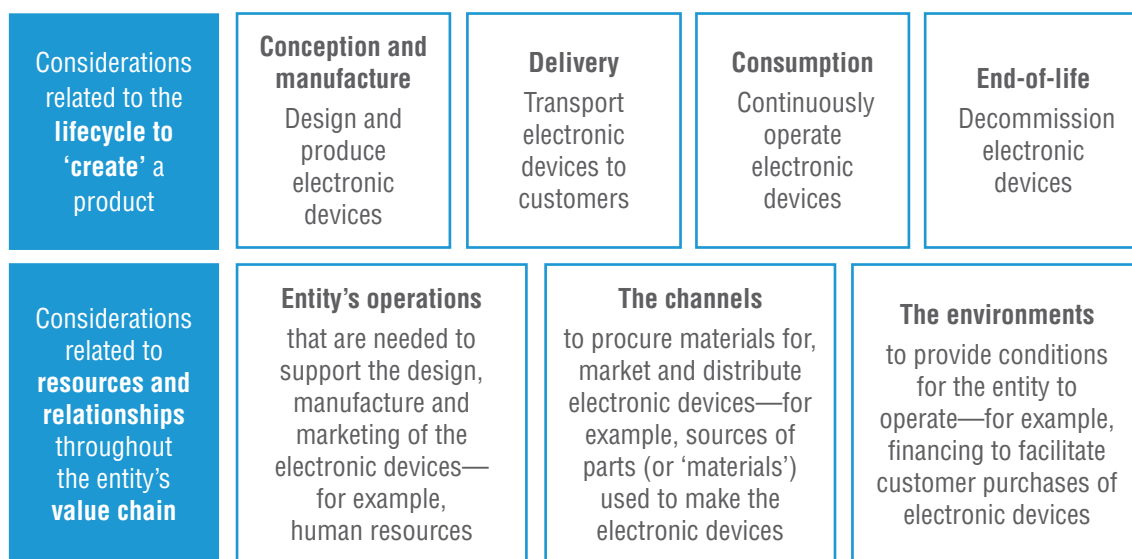 Considerations
related to the
lifecycle to
‘create’ a
product
Conception and
manufacture
Design and
produce
electronic
devices
Delivery
Transport
electronic
devices to
customers
Consumption
Continuously
operate
electronic
devices
End-of-life
Decommission
electronic
devices
Considerations
related to
resources and
relationships
throughout
the entity’s
value chain
Entity’s operations
that are needed to
support the design,
manufacture and
marketing of the
electronic devices—
for example,
human resources
The channels
to procure materials for,
market and distribute
electronic devices—for
example, sources of
parts (or ‘materials’)
used to make the
electronic devices
The environments
to provide conditions
for the entity to
operate—for example,
financing to facilitate
customer purchases of
electronic devices